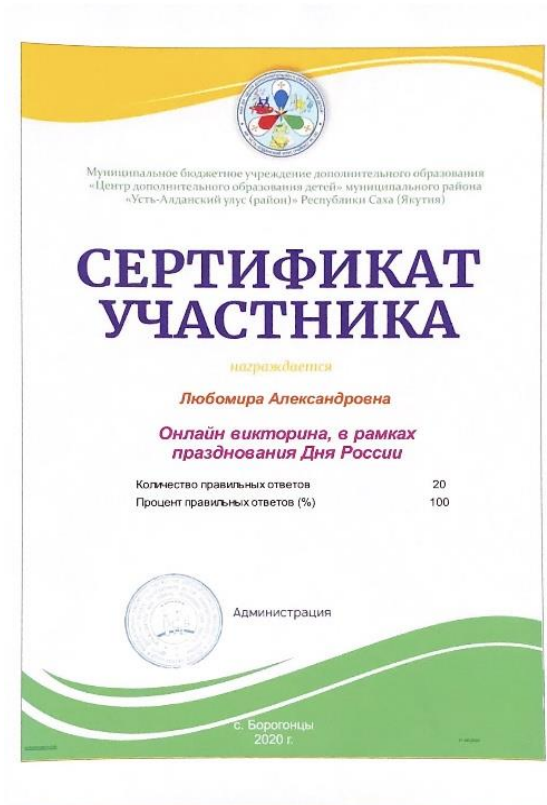 Муниципальное бюджетное учреждение дополнительного образования
«Центр дополнительного образования детей» муниципального района
«Усть-Алданский улус (район)» Республики Саха (Якутия)
СЕРТИФИКАТ
УЧАСТНИКА
награждается
Любомира Александровна
Онлайн викторина, в рамках
празднования Дня России
Количество правильных ответов 20
Процент правильных ответов (%) 100
Администрация
с. Борогонцы
2020 г.